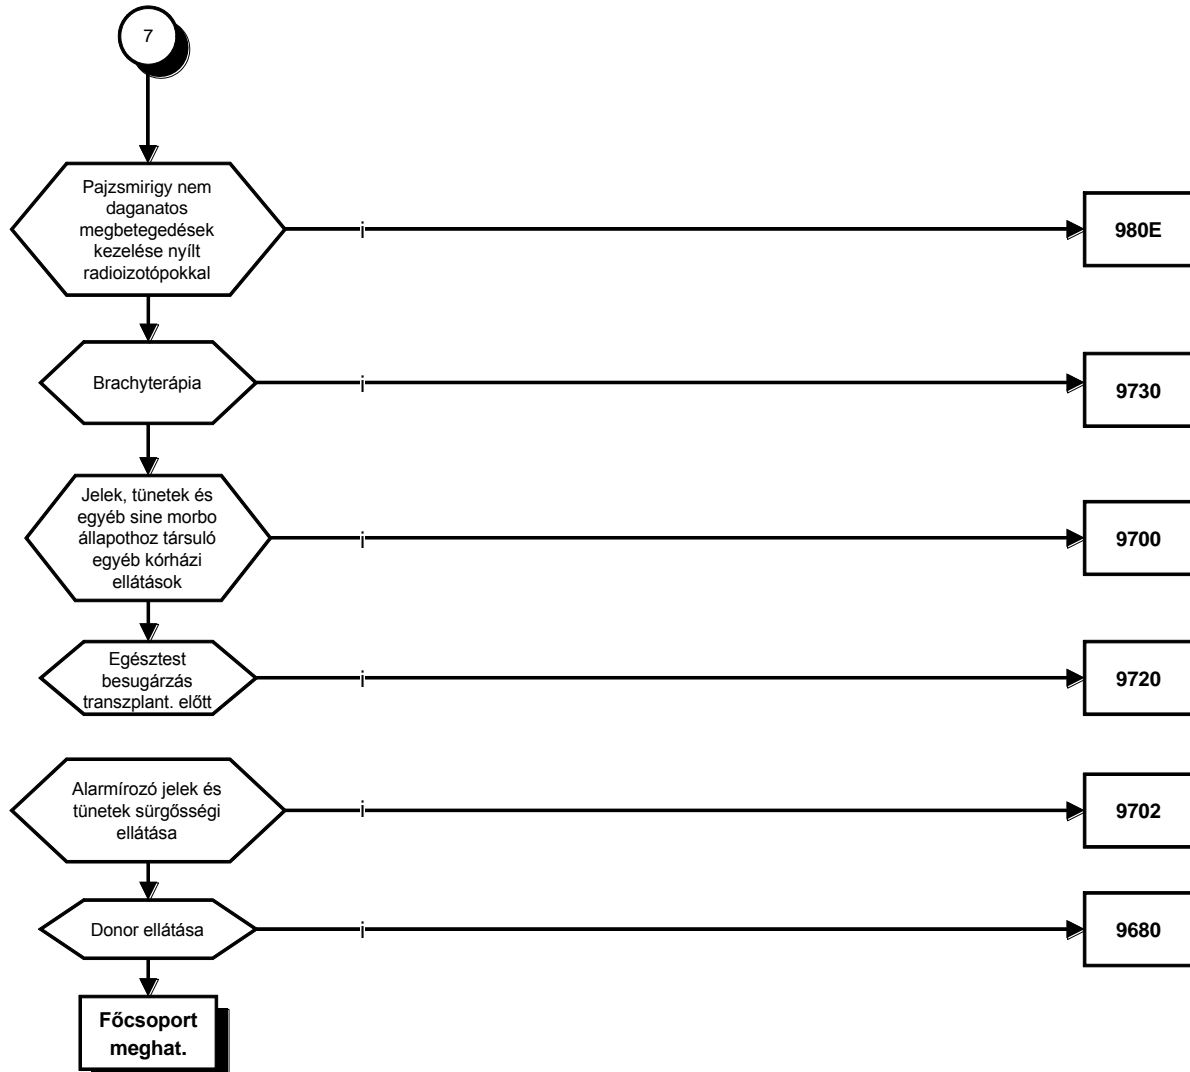 7
Pajzsmirigy nem
daganatos
megbetegedések
kezelése nyílt
radioizotópokkal
i
980E
Brachyterápia
i
9730
Jelek, tünetek és
egyéb sine morbo
állapothoz társuló
egyéb kórházi
ellátások
i
9700
Egésztest
besugárzás
transzplant. előtt
i
9720
Alarmírozó jelek és
tünetek sürgősségi
ellátása
i
9702
Donor ellátása
i
9680
Főcsoport
meghat.